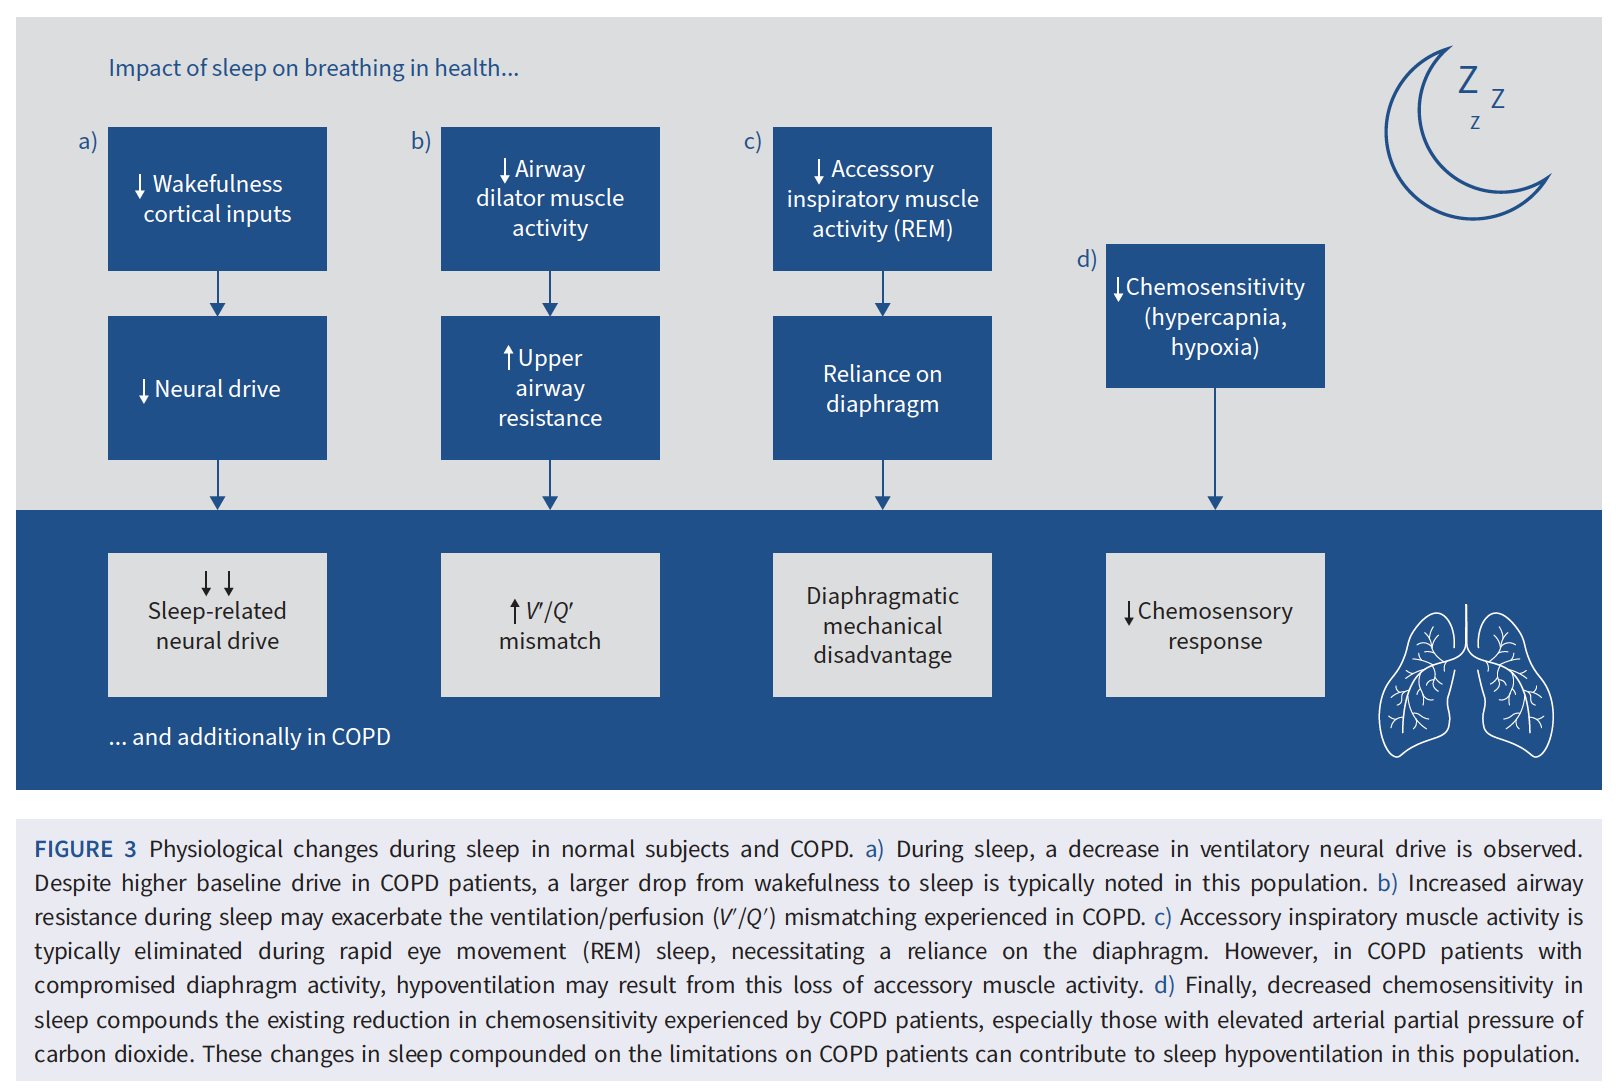 Impact of sleep on breathing in health...
Z
Z
z
a)
↓ Wakefulness
cortical inputs
↓ Neural drive
↓ ↓
Sleep-related
neural drive
b)
↓ Airway
dilator muscle
activity
↑ Upper
airway
resistance
↑ V′/Q′
mismatch
c)
↓ Accessory
inspiratory muscle
activity (REM)
Reliance on
diaphragm
Diaphragmatic
mechanical
disadvantage
d)
↓ Chemosensitivity
(hypercapnia,
hypoxia)
↓ Chemosensory
response
... and additionally in COPD
FIGURE 3 Physiological changes during sleep in normal subjects and COPD. a) During sleep, a decrease in ventilatory neural drive is observed.
Despite higher baseline drive in COPD patients, a larger drop from wakefulness to sleep is typically noted in this population. b) Increased airway
resistance during sleep may exacerbate the ventilation/perfusion (V′/Q′) mismatching experienced in COPD. c) Accessory inspiratory muscle activity is
typically eliminated during rapid eye movement (REM) sleep, necessitating a reliance on the diaphragm. However, in COPD patients with
compromised diaphragm activity, hypoventilation may result from this loss of accessory muscle activity. d) Finally, decreased chemosensitivity in
sleep compounds the existing reduction in chemosensitivity experienced by COPD patients, especially those with elevated arterial partial pressure of
carbon dioxide. These changes in sleep compounded on the limitations on COPD patients can contribute to sleep hypoventilation in this population.